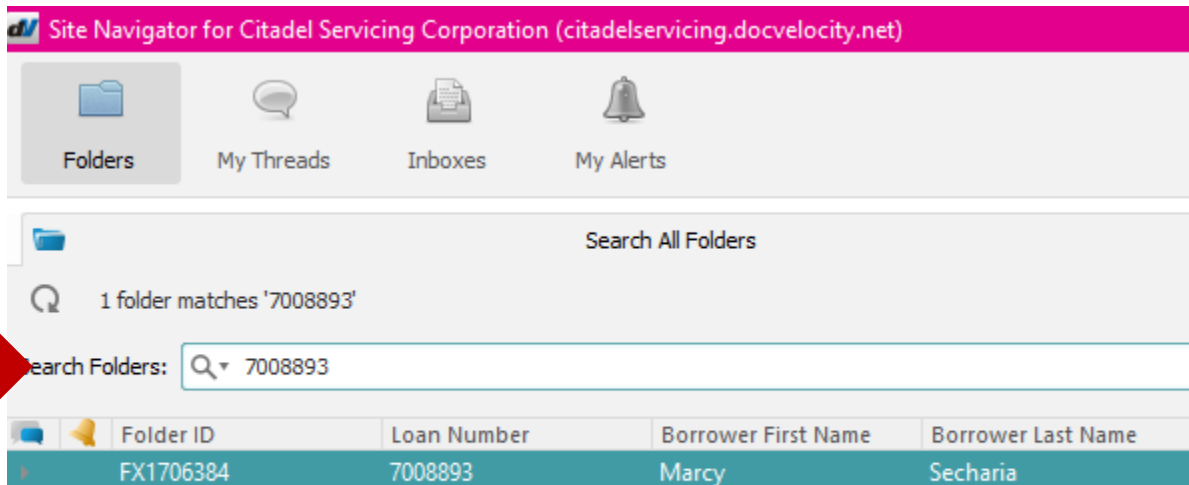 dV Site Navigator for Citadel Servicing Corporation (citadelservicing.docvelocity.net)
Folders My Threads Inboxes My Alerts
Search All Folders
1 folder matches '7008893'
earch Folders: 7008893
Folder ID Loan Number Borrower First Name Borrower Last Name
FX1706384 7008893 Marcy Secharia